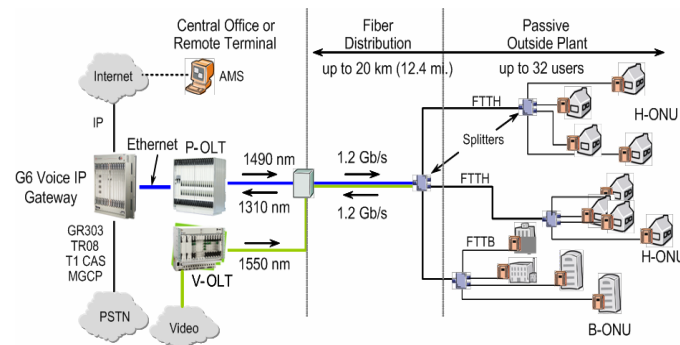 Central Office or
Remote Terminal
Fiber
Distribution
Passive
Outside Plant
up to 20 km (12.4 mi.)
up to 32 users
Internet
AMS
FTTH
H-ONU
IP
Ethernet
P-OLT
1490 nm
1.2 Gb/s
Splitters
G6 Voice IP
Gateway
1310 nm
1.2 Gb/s
FTTH
GR303
TR08
T1 CAS
MGCP
1550 nm
V-OLT
FTTB
H-ONU
PSTN
Video
B-ONU